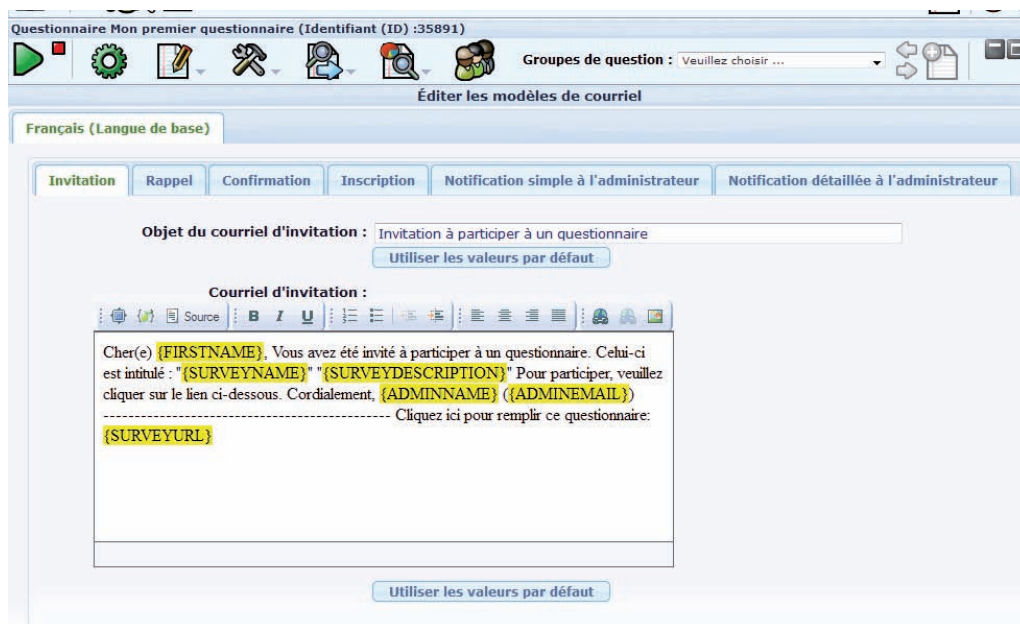 Questionnaire Mon premier questionnaire (Identifiant (ID) :35891)
Groupes de question : Veuillez choisir ...
Éditer les modèles de courriel
Français (Langue de base)
Invitation Rappel Confirmation Inscription Notification simple à l'administrateur Notification détaillée à l'administrateur
Objet du courriel d'invitation : Invitation à participer à un questionnaire
Utiliser les valeurs par défaut
Courriel d'invitation :
Source B I U
Cher(e) {FIRSTNAME}, Vous avez été invité à participer à un questionnaire. Celui-ci
est intitulé : "{SURVEYNAME}" "{SURVEYDESCRIPTION}" Pour participer, veuillez
cliquer sur le lien ci-dessous. Cordialement, {ADMINNAME} ({ADMINEMAIL})
----------------------------------------------- Cliquez ici pour remplir ce questionnaire:
{SURVEYURL}
Utiliser les valeurs par défaut